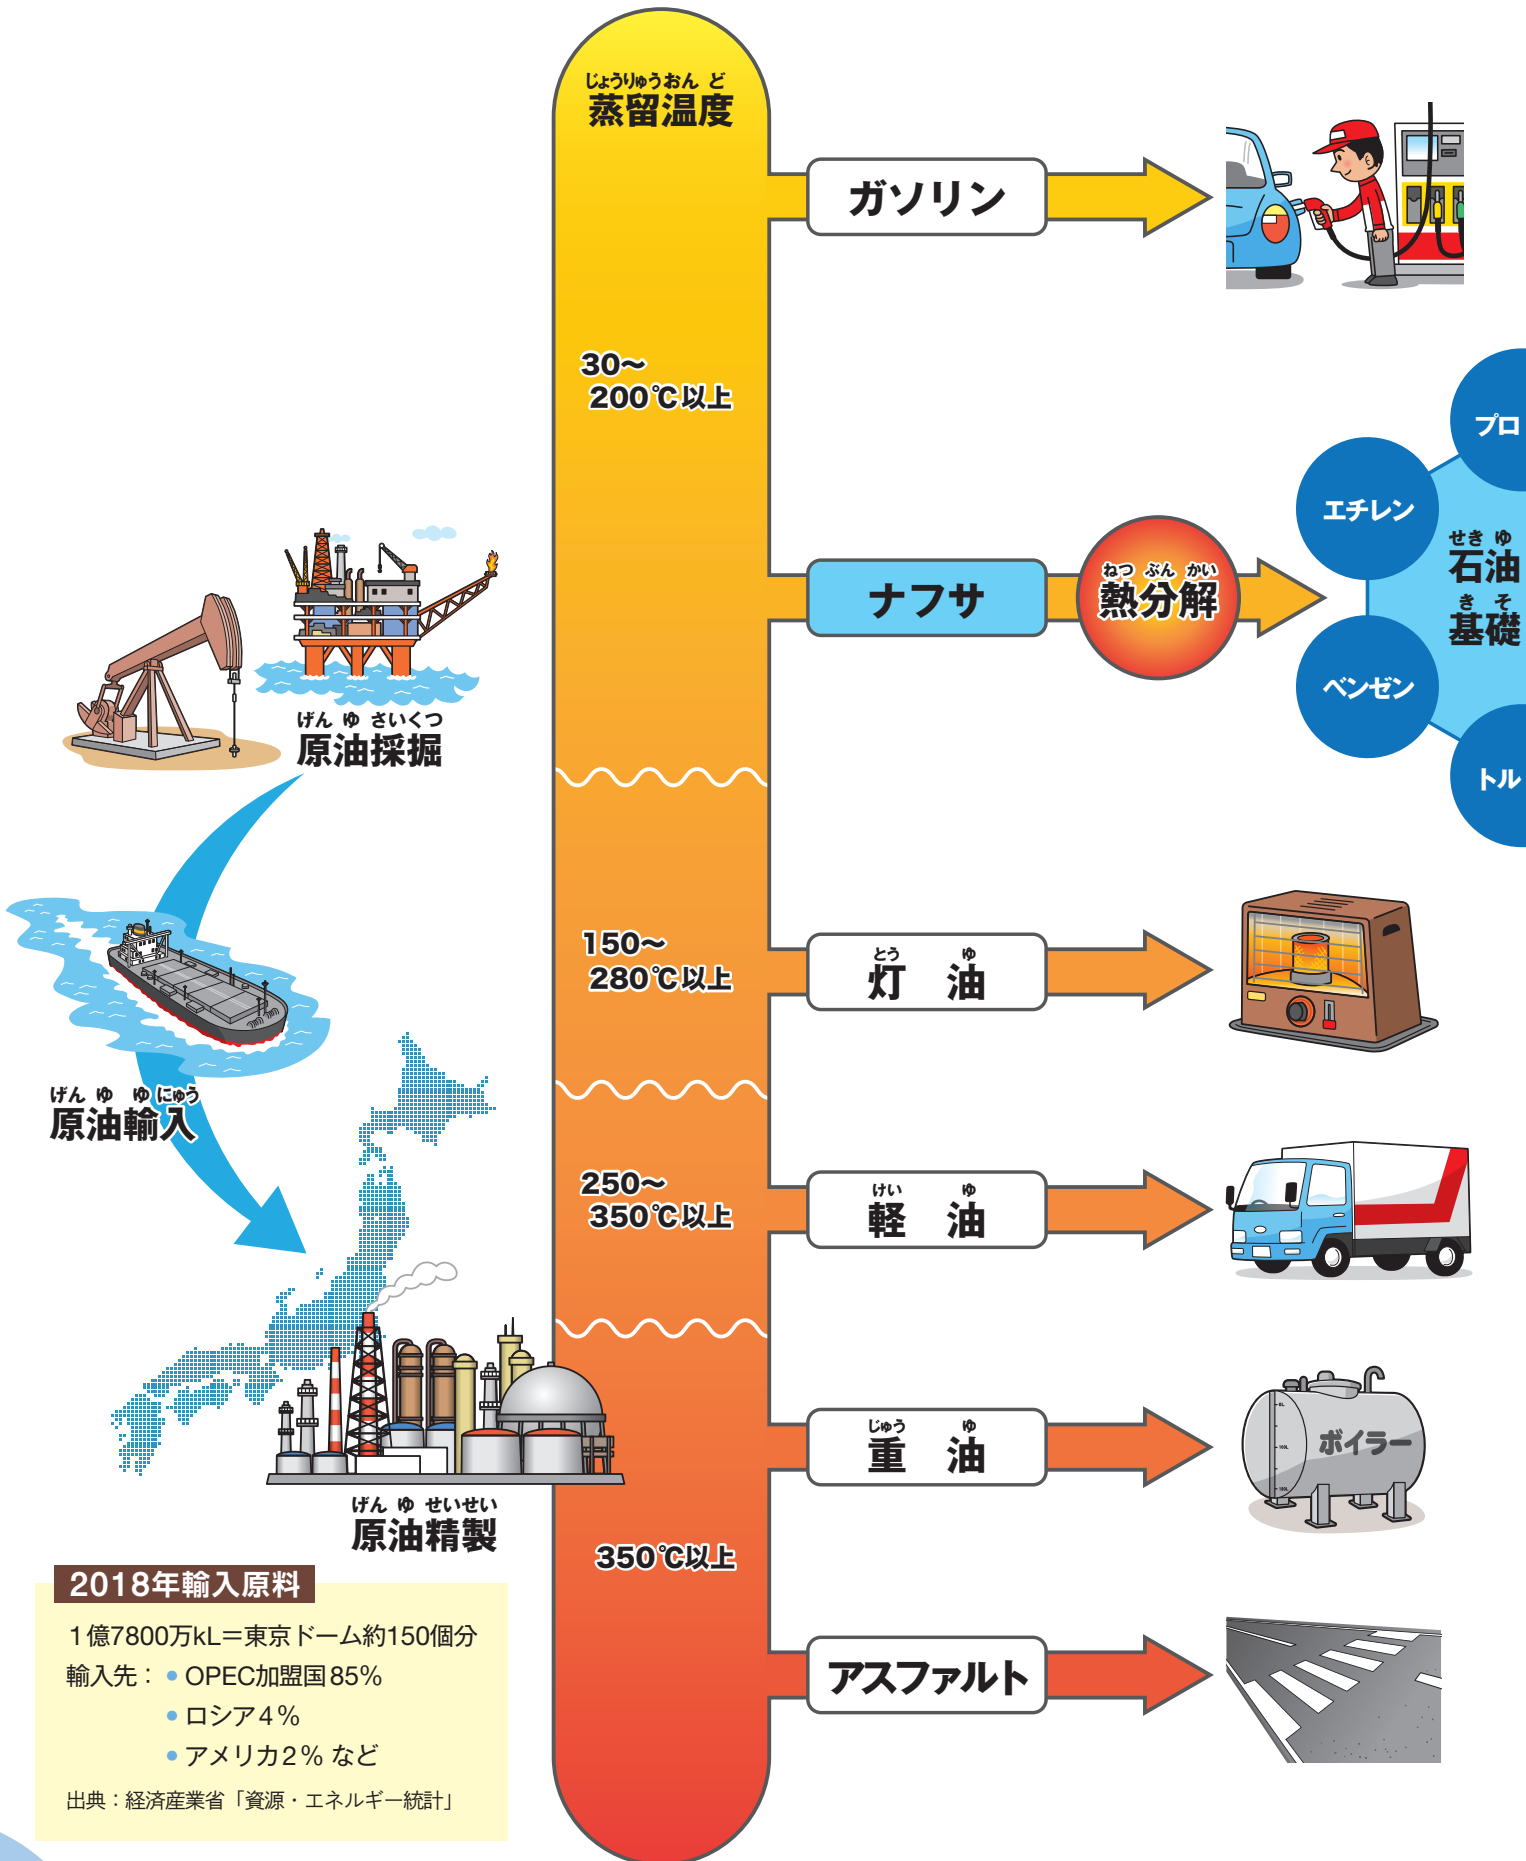 じょうりゅうおんど
蒸留温度
ガソリン
30～
200℃以上
プロ
エチレン
せきゆ
石油
きそ
基礎
ナフサ
ねつぶんかい
熱分解
ベンゼン
トル
げんゆさいくつ
原油採掘
150～
280℃以上
とうゆ
灯油
げんゆゆにゅう
原油輸入
250～
350℃以上
けいゆ
軽油
じゅうゆ
重油
ボイラー
げんゆせいせい
原油精製
350℃以上
アスファルト
2018年輸入原料
1億7800万kL＝東京ドーム約150個分
輸入先：● OPEC加盟国85％
● ロシア4％
● アメリカ2％ など
出典：経済産業省「資源・エネルギー統計」